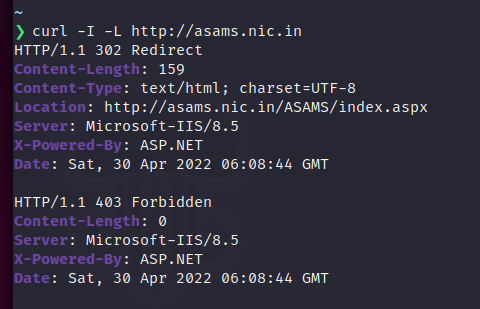 ~
❯ curl -I -L http://asams.nic.in
HTTP/1.1 302 Redirect
Content-Length: 159
Content-Type: text/html; charset=UTF-8
Location: http://asams.nic.in/ASAMS/index.aspx
Server: Microsoft-IIS/8.5
X-Powered-By: ASP.NET
Date: Sat, 30 Apr 2022 06:08:44 GMT

HTTP/1.1 403 Forbidden
Content-Length: 0
Server: Microsoft-IIS/8.5
X-Powered-By: ASP.NET
Date: Sat, 30 Apr 2022 06:08:44 GMT